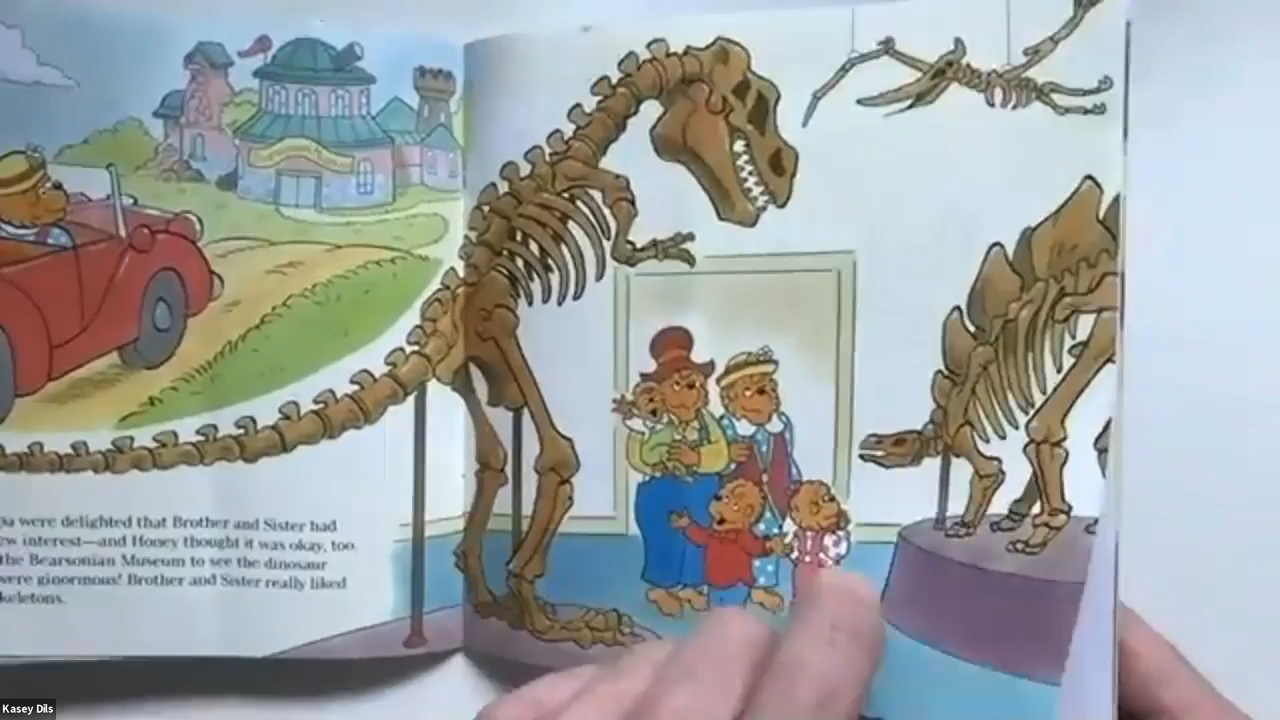 pa were delighted that Brother and Sister had
ew interest—and Honey thought it was okay, too.
the Bearsonian Museum to see the dinosaur
were ginormous! Brother and Sister really liked
keletons.
Kasey Dils